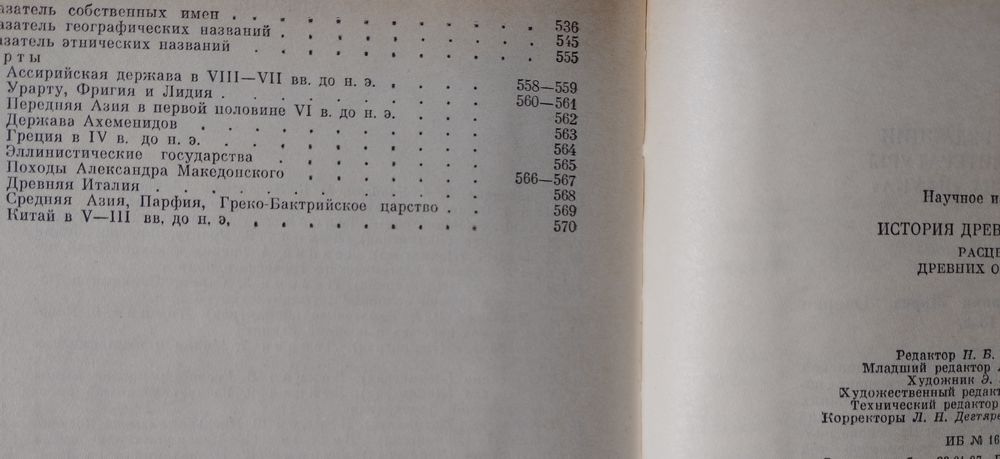 азатель собственных имен . . . . . . . . . . . . 536
азатель географических названий . . . . . . . . . . 545
азатель этнических названий . . . . . . . . . . . 555
рты
Ассирийская держава в VIII—VII вв. до н. э. . . . . 558—559
Урарту, Фригия и Лидия . . . . . . . . . . 560—561
Передняя Азия в первой половине VI в. до н. э. . . . . 562
Держава Ахеменидов . . . . . . . . . . . 563
Греция в IV в. до н. э. . . . . . . . . . . 564
Эллинистические государства . . . . . . . . 565
Походы Александра Македонского . . . . . . . 566—567
Древняя Италия . . . . . . . . . . . . 568
Средняя Азия, Парфия, Греко-Бактрийское царство . . 569
Китай в V—III вв, до н. э. . . . . . . . . . 570
Научное и
ИСТОРИЯ ДРЕВ
РАСЦВ
ДРЕВНИХ О
Редактор Н. Б.
Младший редактор
Художник Э.
Художественный редакт
Технический редактор
Корректоры Л. Н. Дегтяре
ИБ № 16